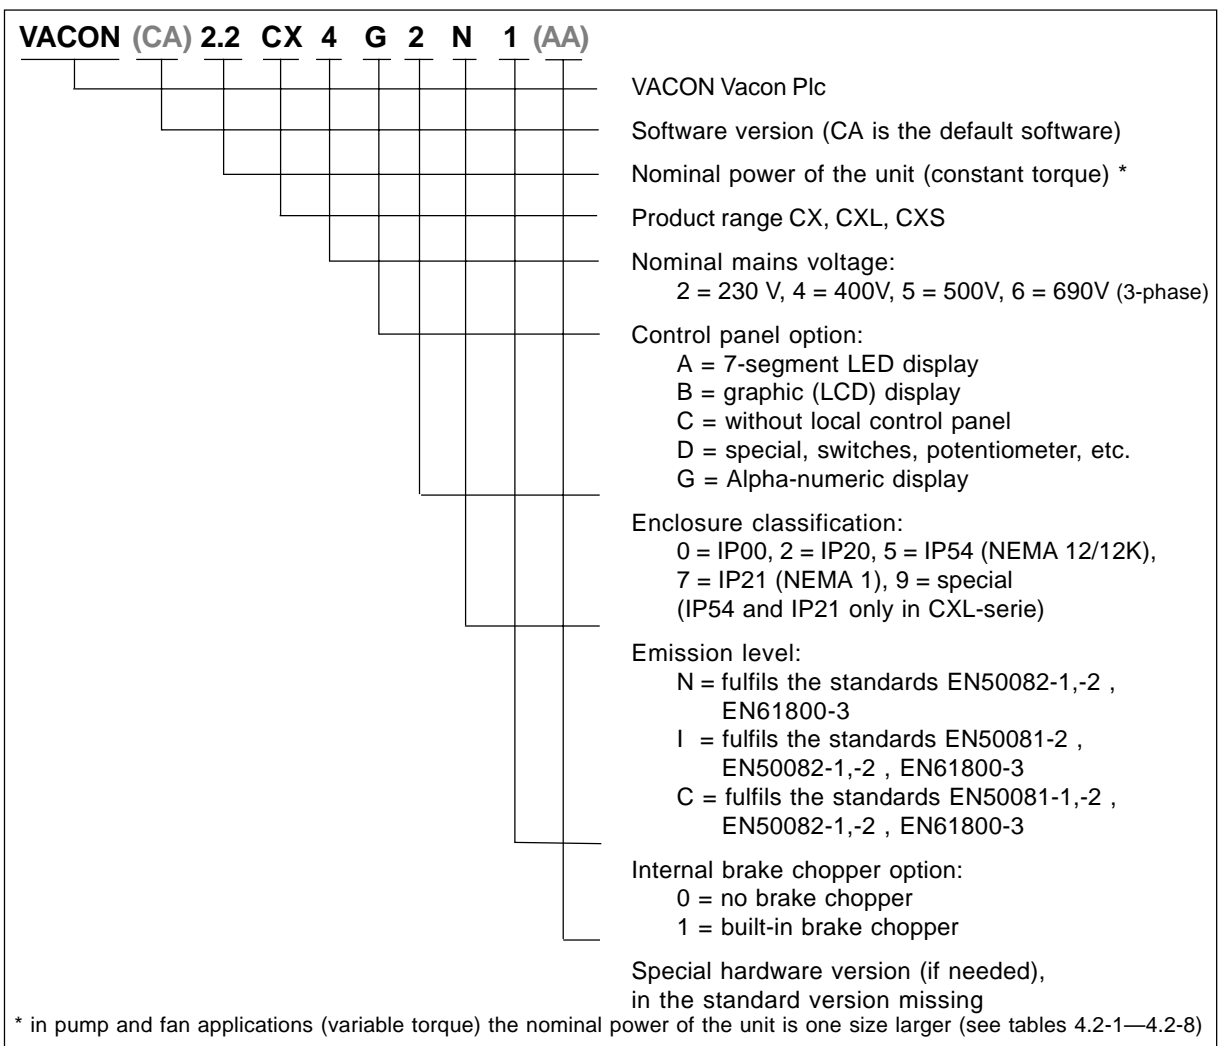 VACON (CA) 2.2 CX 4 G 2 N 1 (AA)
VACON Vacon Plc
Software version (CA is the default software)
Nominal power of the unit (constant torque) *
Product range CX, CXL, CXS
Nominal mains voltage:
2 = 230 V, 4 = 400V, 5 = 500V, 6 = 690V (3-phase)
Control panel option:
A = 7-segment LED display
B = graphic (LCD) display
C = without local control panel
D = special, switches, potentiometer, etc.
G = Alpha-numeric display
Enclosure classification:
0 = IP00, 2 = IP20, 5 = IP54 (NEMA 12/12K),
7 = IP21 (NEMA 1), 9 = special
(IP54 and IP21 only in CXL-serie)
Emission level:
N = fulfils the standards EN50082-1,-2 ,
EN61800-3
I = fulfils the standards EN50081-2 ,
EN50082-1,-2 , EN61800-3
C = fulfils the standards EN50081-1,-2 ,
EN50082-1,-2 , EN61800-3
Internal brake chopper option:
0 = no brake chopper
1 = built-in brake chopper
Special hardware version (if needed),
in the standard version missing
* in pump and fan applications (variable torque) the nominal power of the unit is one size larger (see tables 4.2-1—4.2-8)